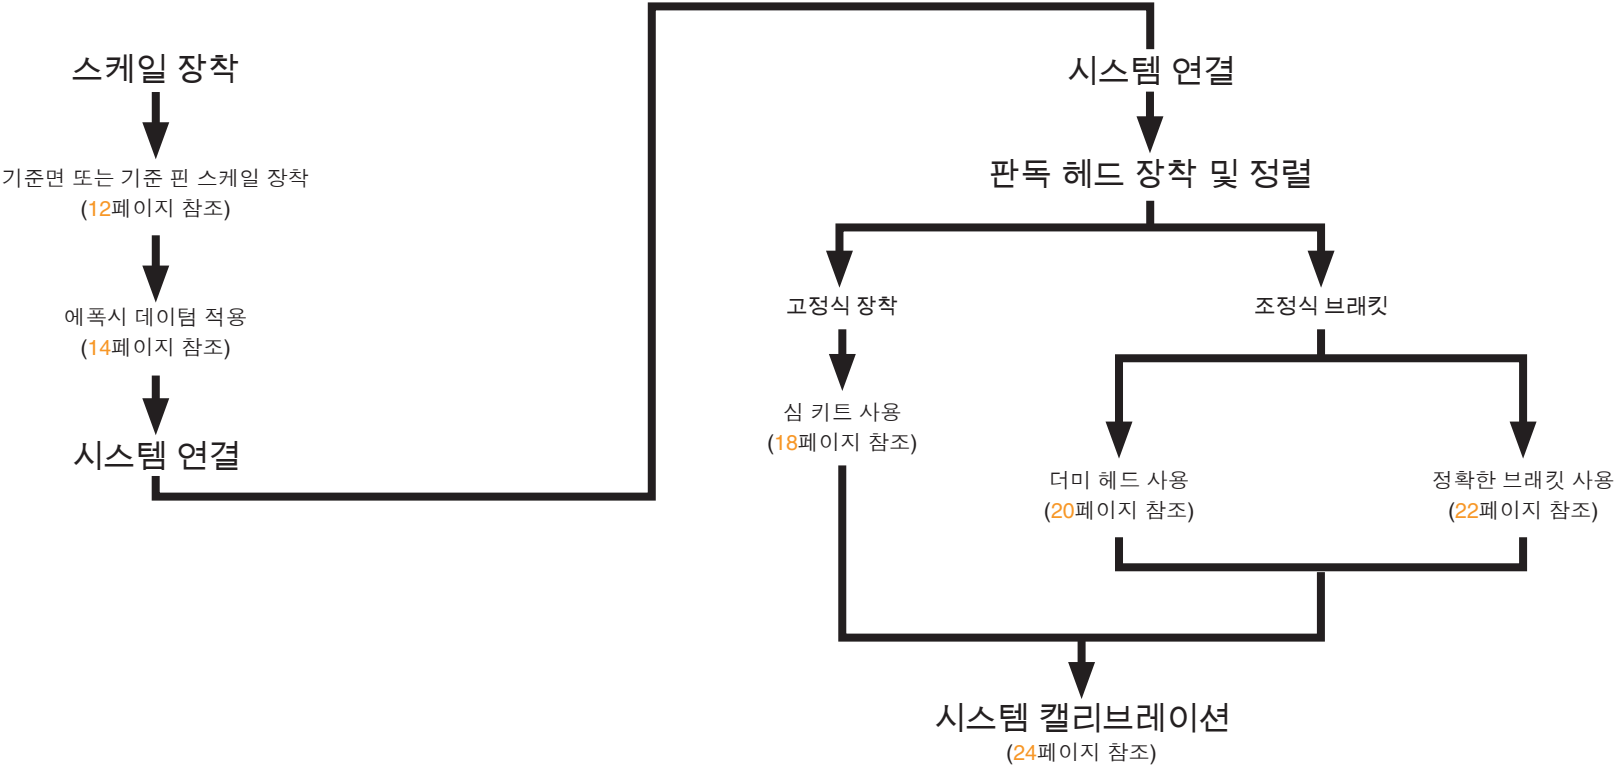 스케일 장착
기준면 또는 기준 핀 스케일 장착
(12페이지 참조)
에폭시 데이텀 적용
(14페이지 참조)
시스템 연결
시스템 연결
판독 헤드 장착 및 정렬
고정식 장착
조정식 브래킷
심 키트 사용
(18페이지 참조)
더미 헤드 사용
(20페이지 참조)
정확한 브래킷 사용
(22페이지 참조)
시스템 캘리브레이션
(24페이지 참조)